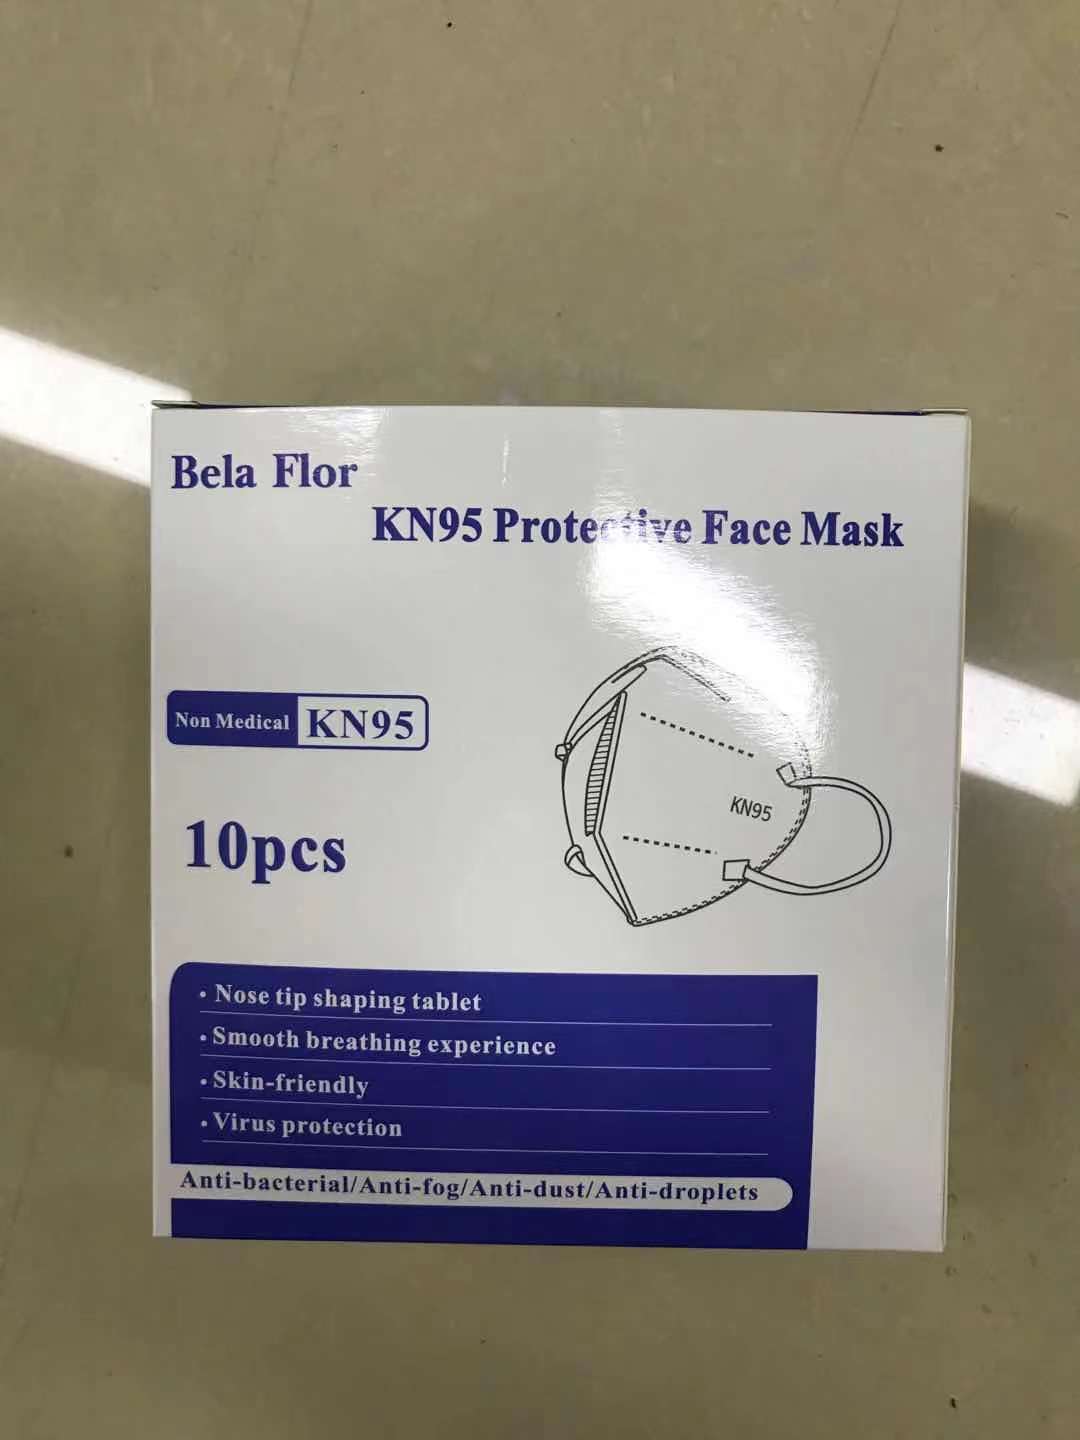 Bela Flor
KN95 Protective Face Mask
Non Medical KN95
10pcs
KN95
• Nose tip shaping tablet
• Smooth breathing experience
• Skin-friendly
• Virus protection
Anti-bacterial/Anti-fog/Anti-dust/Anti-droplets